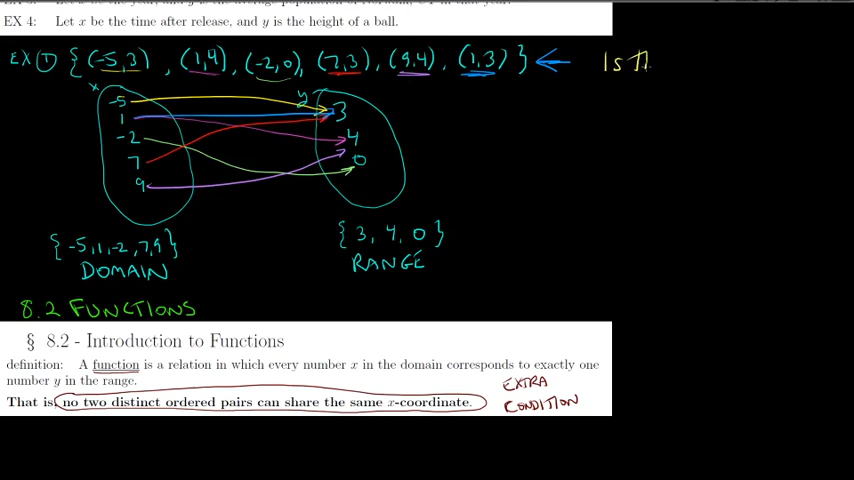 EX 4: Let x be the time after release, and y is the height of a ball.
EX ① { (-5,3) , (1,4) , (-2,0), (7,3), (9,4), (1,3) } ← Is
x y
-5 3
1 4
-2 0
7
9
{-5,1,-2,7,9} {3, 4, 0}
DOMAIN RANGE
8.2 FUNCTIONS
§ 8.2 - Introduction to Functions
definition: A function is a relation in which every number x in the domain corresponds to exactly one
number y in the range.
That is, no two distinct ordered pairs can share the same x-coordinate.
EXTRA
CONDITION